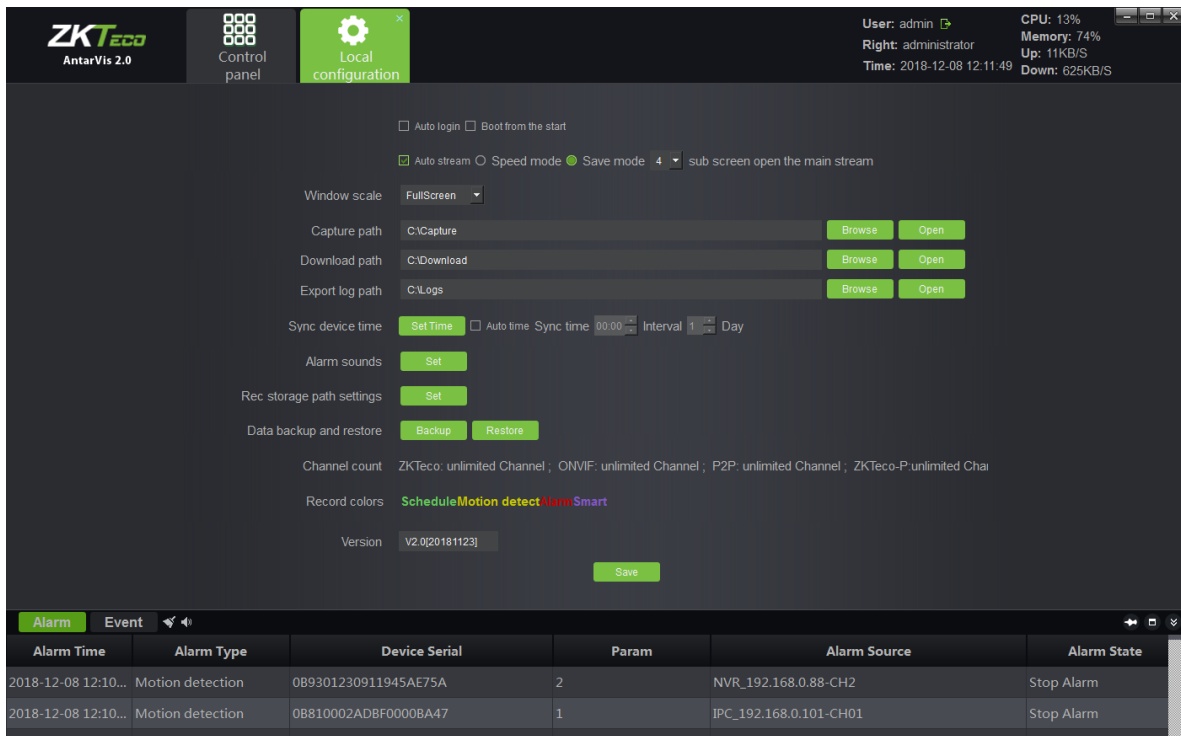 ZKTeco
AntarVis 2.0
Control
panel
Local
configuration
User: admin
Right: administrator
Time: 2018-12-08 12:11:49
CPU: 13%
Memory: 74%
Up: 11KB/S
Down: 625KB/S
Auto login Boot from the start
Auto stream Speed mode Save mode 4 sub screen open the main stream
Window scale FullScreen
Capture path C:\Capture Browse Open
Download path C:\Download Browse Open
Export log path C:\Logs Browse Open
Sync device time Set Time Auto time Sync time 00:00 Interval 1 Day
Alarm sounds Set
Rec storage path settings Set
Data backup and restore Backup Restore
Channel count ZKTeco: unlimited Channel ; ONVIF: unlimited Channel ; P2P: unlimited Channel ; ZKTeco-P:unlimited Cha
Record colors ScheduleMotion detectAlarmSmart
Version V2.0[20181123]
Save
Alarm Event
Alarm Time Alarm Type Device Serial Param Alarm Source Alarm State
2018-12-08 12:10... Motion detection 0B9301230911945AE75A 2 NVR_192.168.0.88-CH2 Stop Alarm
2018-12-08 12:10... Motion detection 0B810002ADBF0000BA47 1 IPC_192.168.0.101-CH01 Stop Alarm